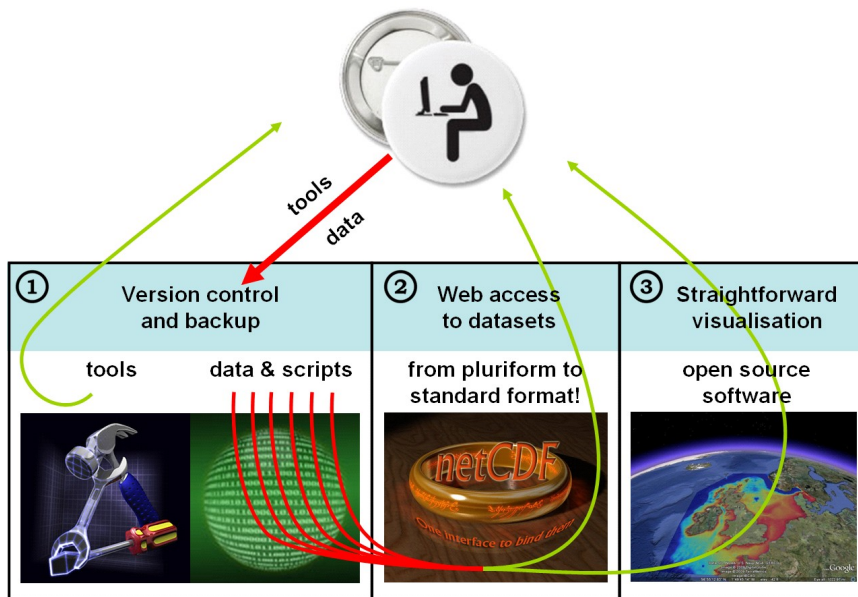 tools
data
1
Version control
and backup
2
Web access
to datasets
3
Straightforward
visualisation
tools
data & scripts
from pluriform to
standard format!
open source
software
netCDF
One interface to bind them
Google